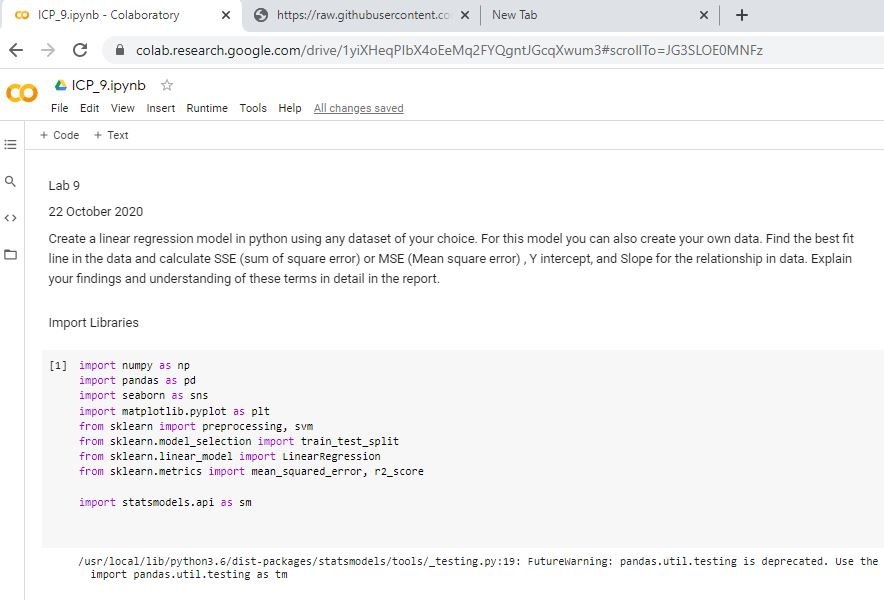 ICP_9.ipynb - Colaboratory
https://raw.githubusercontent.co
New Tab
colab.research.google.com/drive/1yiXHeqPIbX4oEeMq2FYQgntJGcqXwum3#scrollTo=JG3SLOE0MNFz
ICP_9.ipynb
File Edit View Insert Runtime Tools Help All changes saved
+ Code + Text
Lab 9
22 October 2020
Create a linear regression model in python using any dataset of your choice. For this model you can also create your own data. Find the best fit
line in the data and calculate SSE (sum of square error) or MSE (Mean square error) , Y intercept, and Slope for the relationship in data. Explain
your findings and understanding of these terms in detail in the report.
Import Libraries
[1] import numpy as np
import pandas as pd
import seaborn as sns
import matplotlib.pyplot as plt
from sklearn import preprocessing, svm
from sklearn.model_selection import train_test_split
from sklearn.linear_model import LinearRegression
from sklearn.metrics import mean_squared_error, r2_score
import statsmodels.api as sm
/usr/local/lib/python3.6/dist-packages/statsmodels/tools/_testing.py:19: FutureWarning: pandas.util.testing is deprecated. Use the
import pandas.util.testing as tm